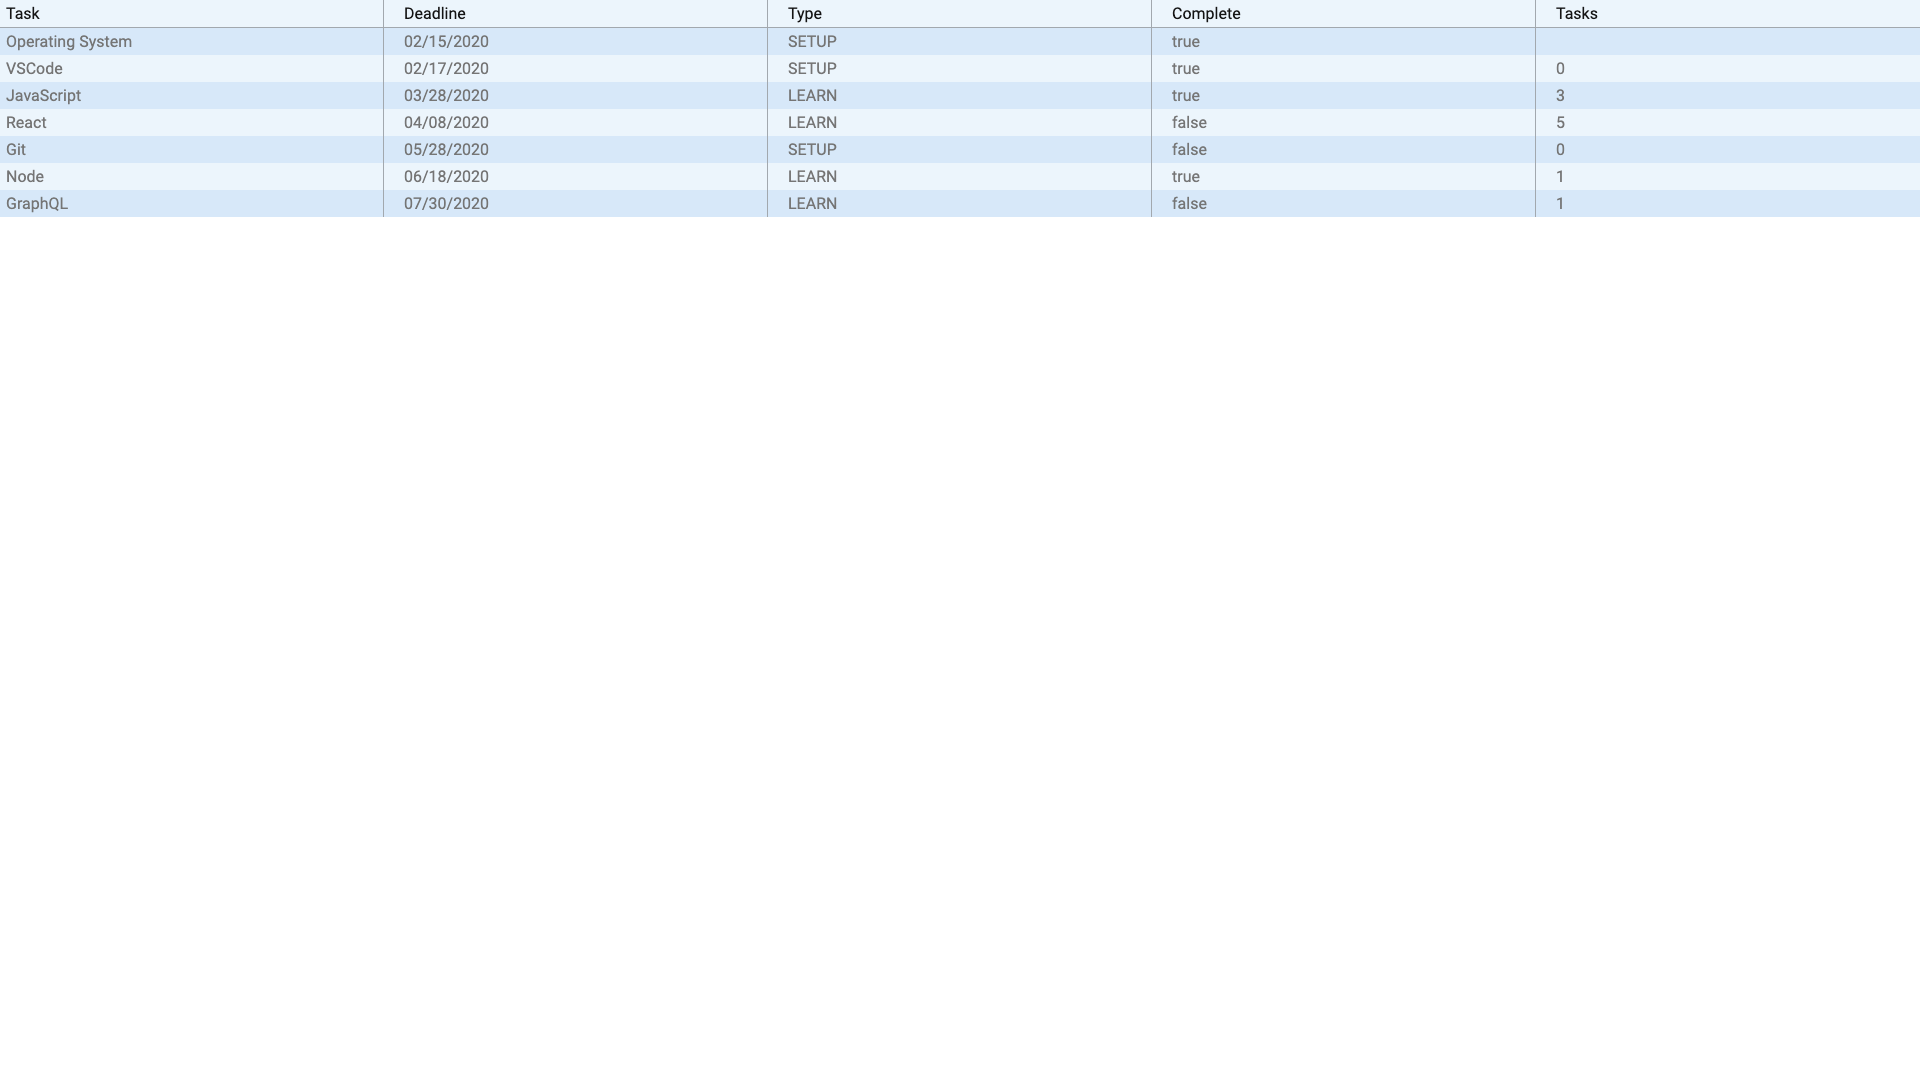 Task Deadline Type Complete Tasks
Operating System 02/15/2020 SETUP true
VSCode 02/17/2020 SETUP true 0
JavaScript 03/28/2020 LEARN true 3
React 04/08/2020 LEARN false 5
Git 05/28/2020 SETUP false 0
Node 06/18/2020 LEARN true 1
GraphQL 07/30/2020 LEARN false 1